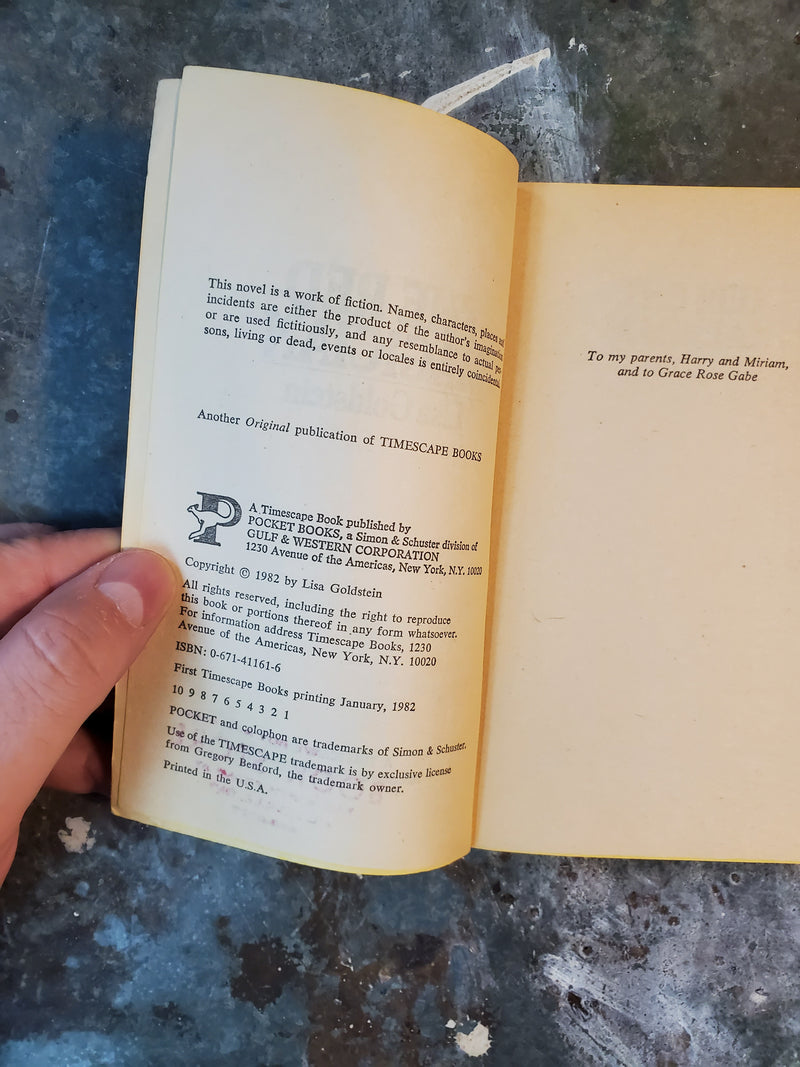 This novel is a work of fiction. Names, characters, places and
incidents are either the product of the author's imagination
or are used fictitiously, and any resemblance to actual per-
sons, living or dead, events or locales is entirely coincidental.
Another Original publication of TIMESCAPE BOOKS
P
A Timescape Book published by
POCKET BOOKS, a Simon & Schuster division of
GULF & WESTERN CORPORATION
1230 Avenue of the Americas, New York, N.Y. 10020
Copyright © 1982 by Lisa Goldstein
All rights reserved, including the right to reproduce
this book or portions thereof in any form whatsoever.
For information address Timescape Books, 1230
Avenue of the Americas, New York, N.Y. 10020
ISBN: 0-671-41161-6
First Timescape Books printing January, 1982
10 9 8 7 6 5 4 3 2 1
POCKET and colophon are trademarks of Simon & Schuster.
Use of the TIMESCAPE trademark is by exclusive license
from Gregory Benford, the trademark owner.
Printed in the U.S.A.
To my parents, Harry and Miriam,
and to Grace Rose Gabe